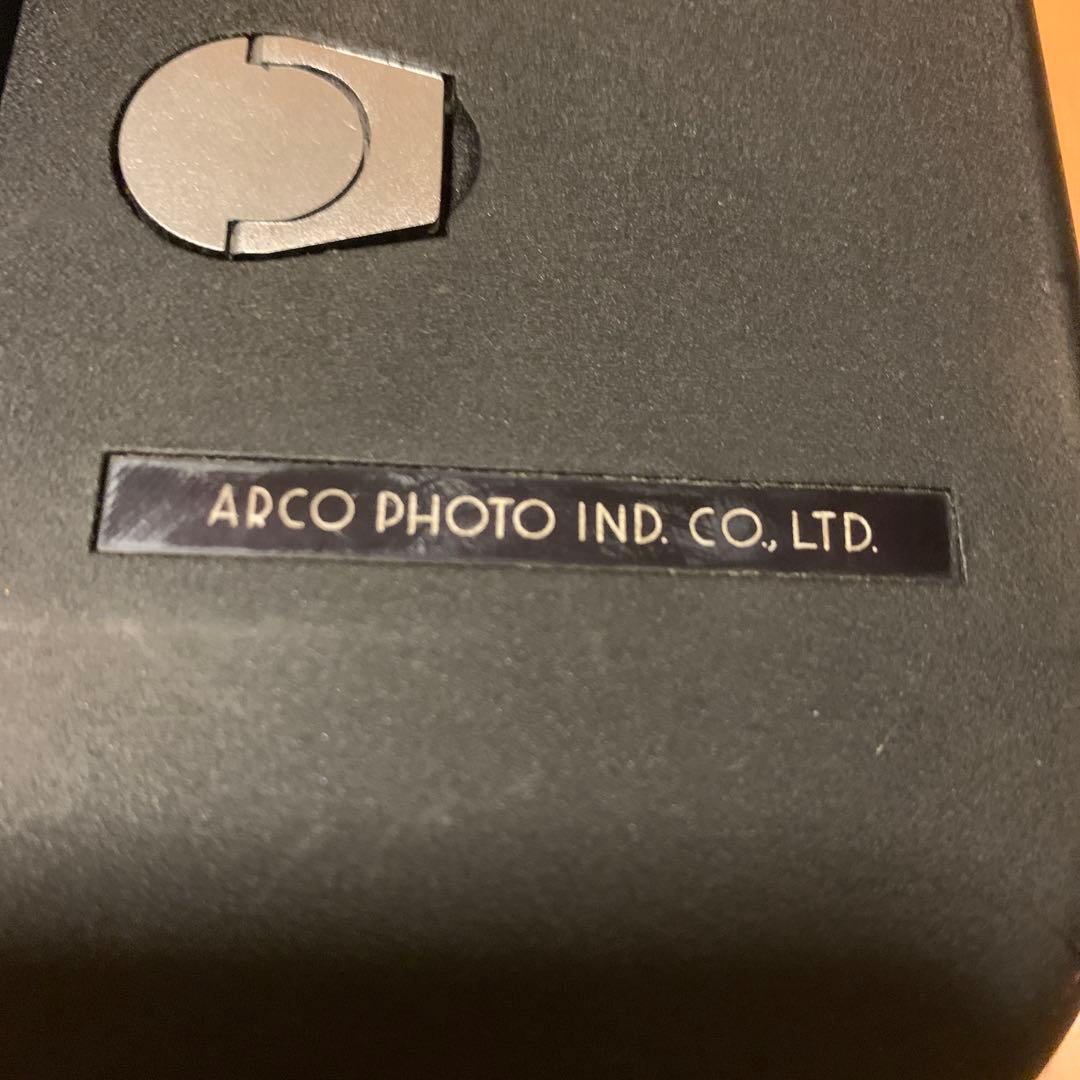 ARCO PHOTO IND. CO., LTD.